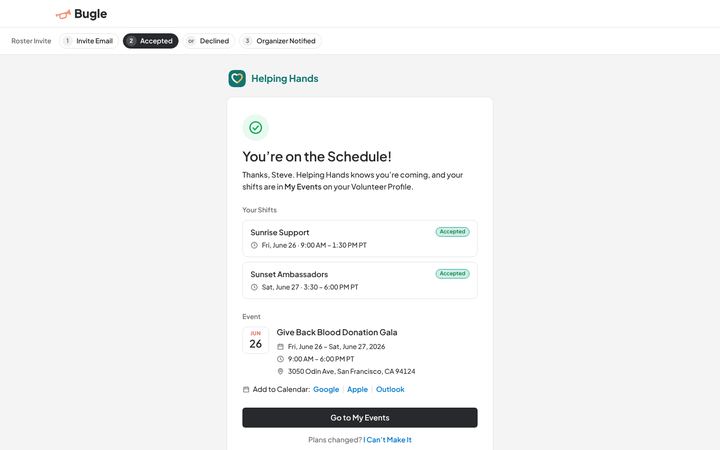 Bugle
Roster Invite 1 Invite Email 2 Accepted or Declined 3 Organizer Notified
Helping Hands
You're on the Schedule!
Thanks, Steve. Helping Hands knows you're coming, and your
shifts are in My Events on your Volunteer Profile.
Your Shifts
Sunrise Support Accepted
Fri, June 26 · 9:00 AM – 1:30 PM PT
Sunset Ambassadors Accepted
Sat, June 27 · 3:30 – 6:00 PM PT
Event
JUN
26
Give Back Blood Donation Gala
Fri, June 26 – Sat, June 27, 2026
9:00 AM – 6:00 PM PT
3050 Odin Ave, San Francisco, CA 94124
Add to Calendar: Google Apple Outlook
Go to My Events
Plans changed? I Can't Make It